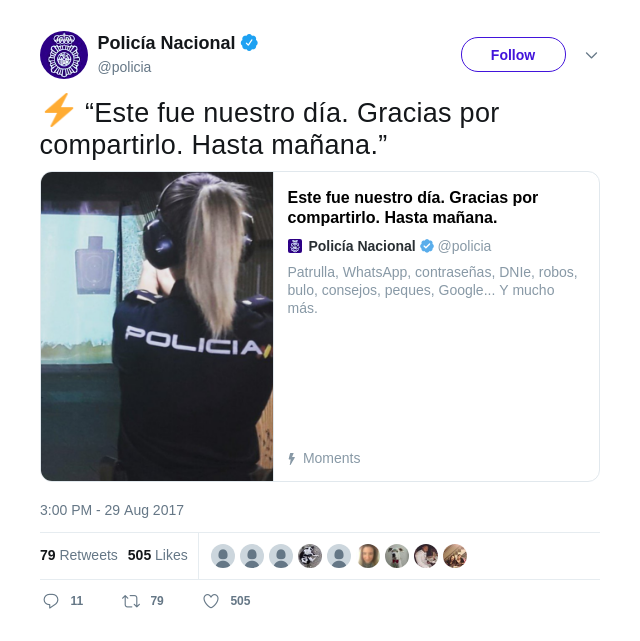 Policía Nacional
@policia
Follow
⚡ “Este fue nuestro día. Gracias por
compartirlo. Hasta mañana.”
POLICIA
Este fue nuestro día. Gracias por
compartirlo. Hasta mañana.
Policía Nacional @policia
Patrulla, WhatsApp, contraseñas, DNIe, robos,
bulo, consejos, peques, Google... Y mucho
más.
Moments
3:00 PM - 29 Aug 2017
79 Retweets 505 Likes
11 79 505